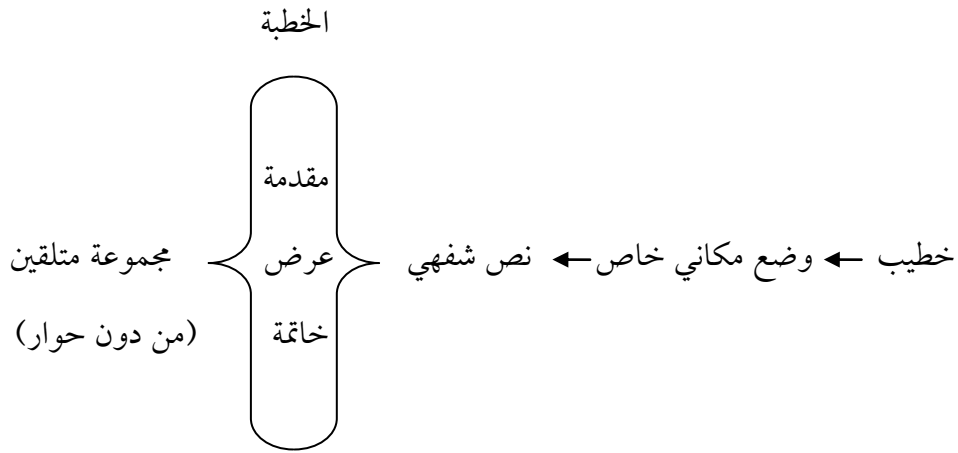 الخطبة
مقدمة
خطيب ← وضع مكاني خاص ← نص شفهي عرض مجموعة متلقين
خاتمة (من دون حوار)